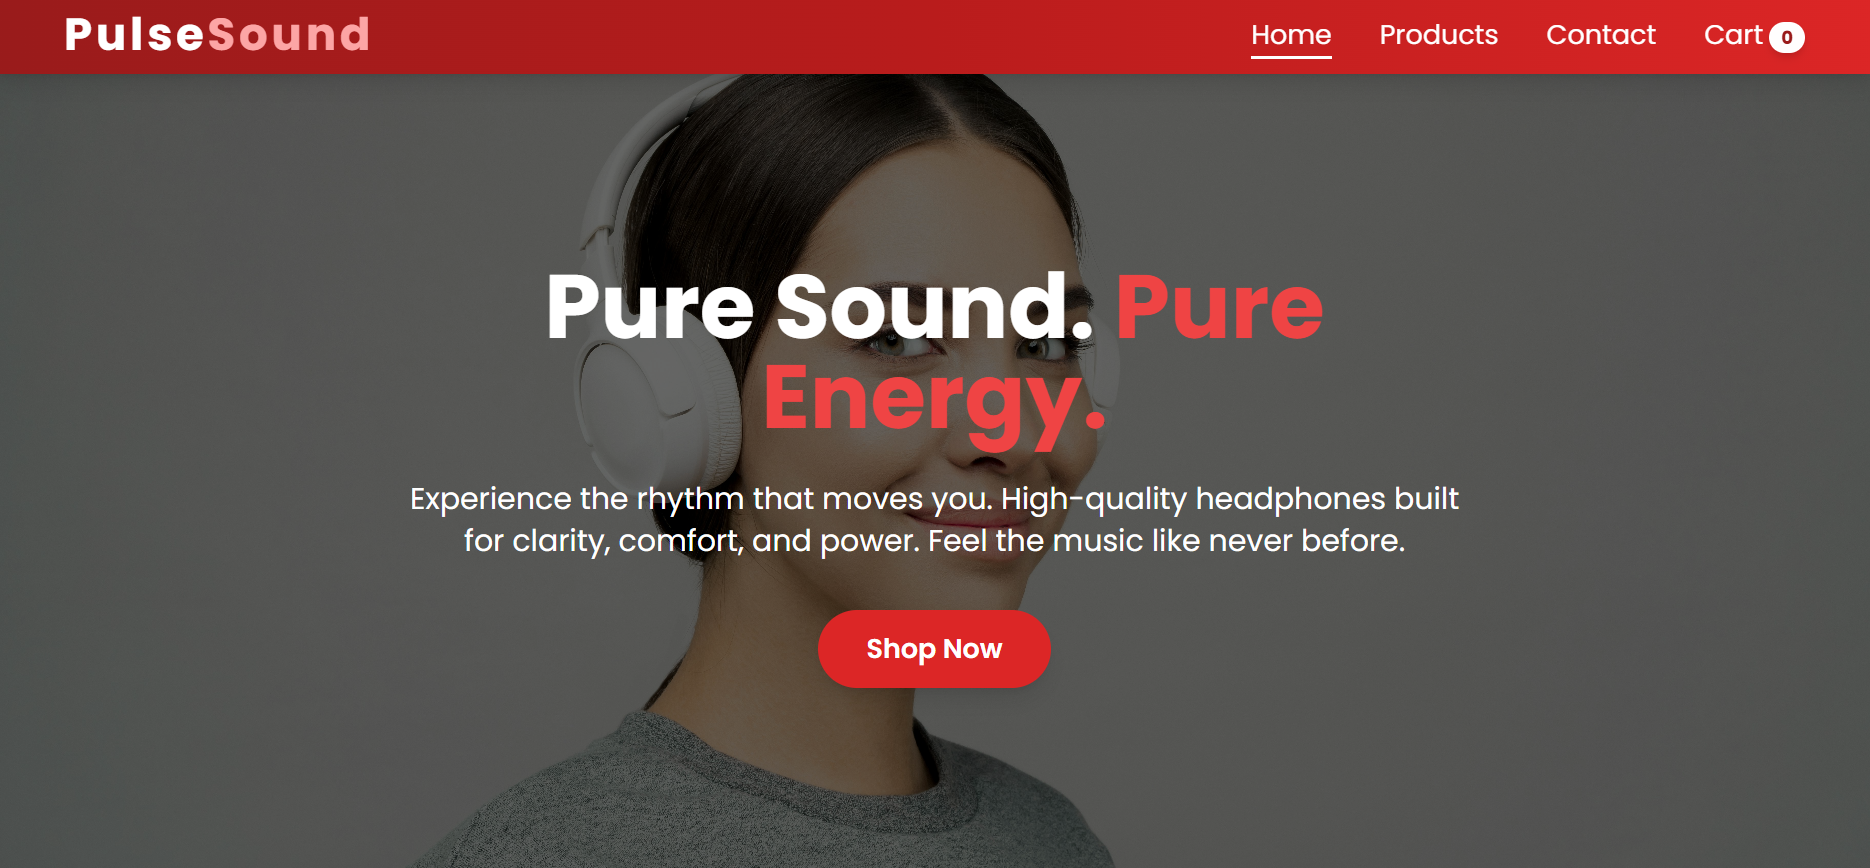 PulseSound
Home Products Contact Cart 0
Pure Sound. Pure
Energy.
Experience the rhythm that moves you. High-quality headphones built
for clarity, comfort, and power. Feel the music like never before.
Shop Now